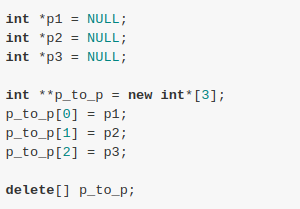 int *p1 = NULL;
int *p2 = NULL;
int *p3 = NULL;
int **p_to_p = new int*[3];
p_to_p[0] = p1;
p_to_p[1] = p2;
p_to_p[2] = p3;
delete[] p_to_p;